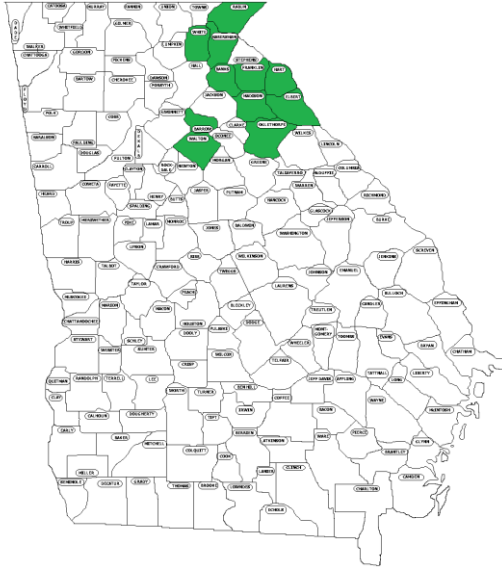 CATOOSA MURRAY FANNIN UNION TOWNS RABUN
DADE WHITFIELD GILMER WHITE HABERSHAM
WALKER CHATTOOGA GORDON PICKENS LUMPKIN STEPHENS
HALL BANKS FRANKLIN HART
FLOYD BARTOW CHEROKEE DAWSON FORSYTH
JACKSON MADISON ELBERT
POLK COBB GWINNETT BARROW CLARKE OGLETHORPE WILKES LINCOLN
HARALSON PAULDING DOUGLAS FULTON DEKALB WALTON OCONEE
CARROLL CLAYTON ROCKDALE NEWTON MORGAN GREENE TALIAFERRO MCDUFFIE COLUMBIA
HEARD COWETA FAYETTE HENRY JASPER PUTNAM HANCOCK WARREN RICHMOND
SPALDING BUTTS GLASCOCK
TROUP MERIWETHER PIKE LAMAR MONROE JONES BALDWIN WASHINGTON JEFFERSON BURKE
UPSON BIBB WILKINSON JENKINS SCREVEN
HARRIS TALBOT CRAWFORD TWIGGS JOHNSON EMANUEL
TAYLOR PEACH LAURENS
MUSCOGEE MARION MACON HOUSTON BLECKLEY TREUTLEN CANDLER BULLOCH EFFINGHAM
CHATTAHOOCHEE SCHLEY DOOLY PULASKI DODGE WHEELER MONTGOMERY TOOMBS EVANS BRYAN CHATHAM
STEWART WEBSTER SUMTER WILCOX TELFAIR
QUITMAN RANDOLPH TERRELL LEE CRISP JEFF DAVIS APPLING TATTNALL LONG LIBERTY
CLAY WORTH TURNER BEN HILL COFFEE WAYNE
CALHOUN DOUGHERTY TIFT IRWIN BACON MCINTOSH
EARLY BAKER MITCHELL BERRIEN ATKINSON WARE PIERCE GLYNN
COLQUITT COOK BRANTLEY
MILLER LANIER CLINCH CAMDEN
SEMINOLE DECATUR GRADY THOMAS BROOKS LOWNDES CHARLTON
ECHOLS